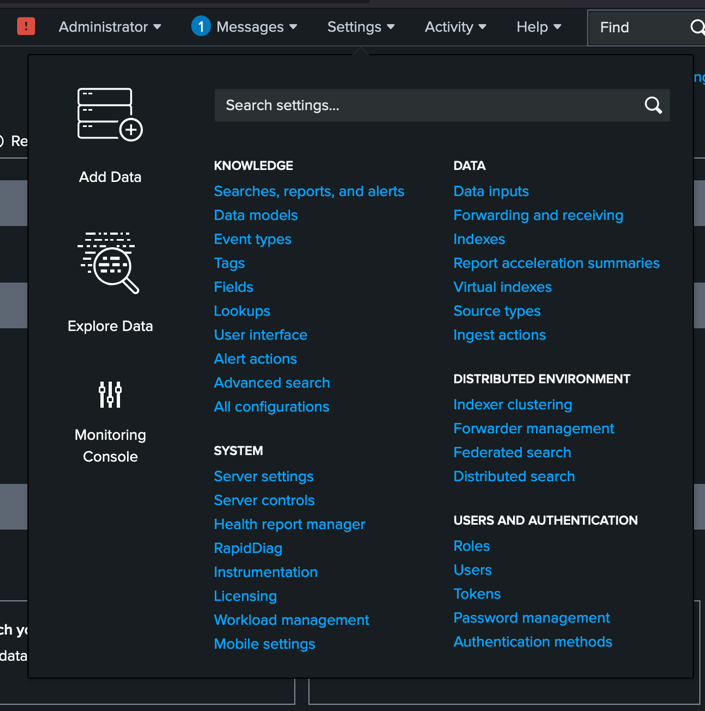 ! Administrator 1 Messages Settings Activity Help Find
Add Data
Explore Data
Monitoring
Console
Search settings...
KNOWLEDGE
Searches, reports, and alerts
Data models
Event types
Tags
Fields
Lookups
User interface
Alert actions
Advanced search
All configurations
SYSTEM
Server settings
Server controls
Health report manager
RapidDiag
Instrumentation
Licensing
Workload management
Mobile settings
DATA
Data inputs
Forwarding and receiving
Indexes
Report acceleration summaries
Virtual indexes
Source types
Ingest actions
DISTRIBUTED ENVIRONMENT
Indexer clustering
Forwarder management
Federated search
Distributed search
USERS AND AUTHENTICATION
Roles
Users
Tokens
Password management
Authentication methods
data